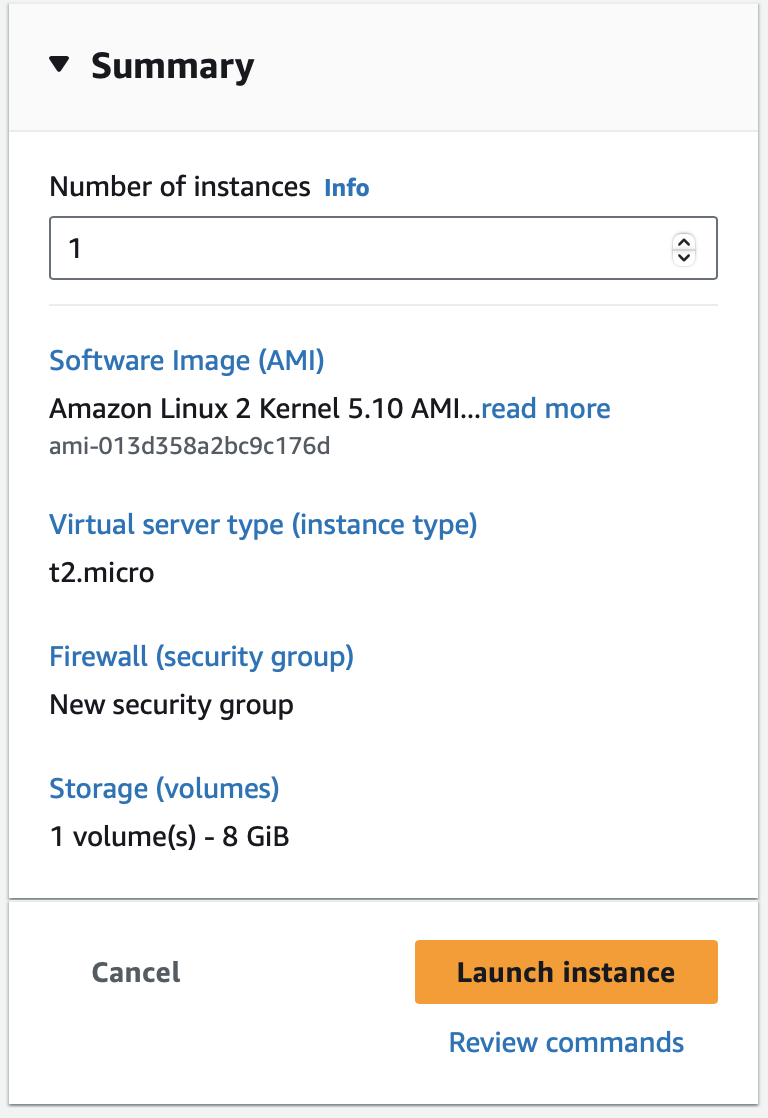 Summary
Number of instances Info
1
Software Image (AMI)
Amazon Linux 2 Kernel 5.10 AMI...read more
ami-013d358a2bc9c176d
Virtual server type (instance type)
t2.micro
Firewall (security group)
New security group
Storage (volumes)
1 volume(s) - 8 GiB
Cancel
Launch instance
Review commands